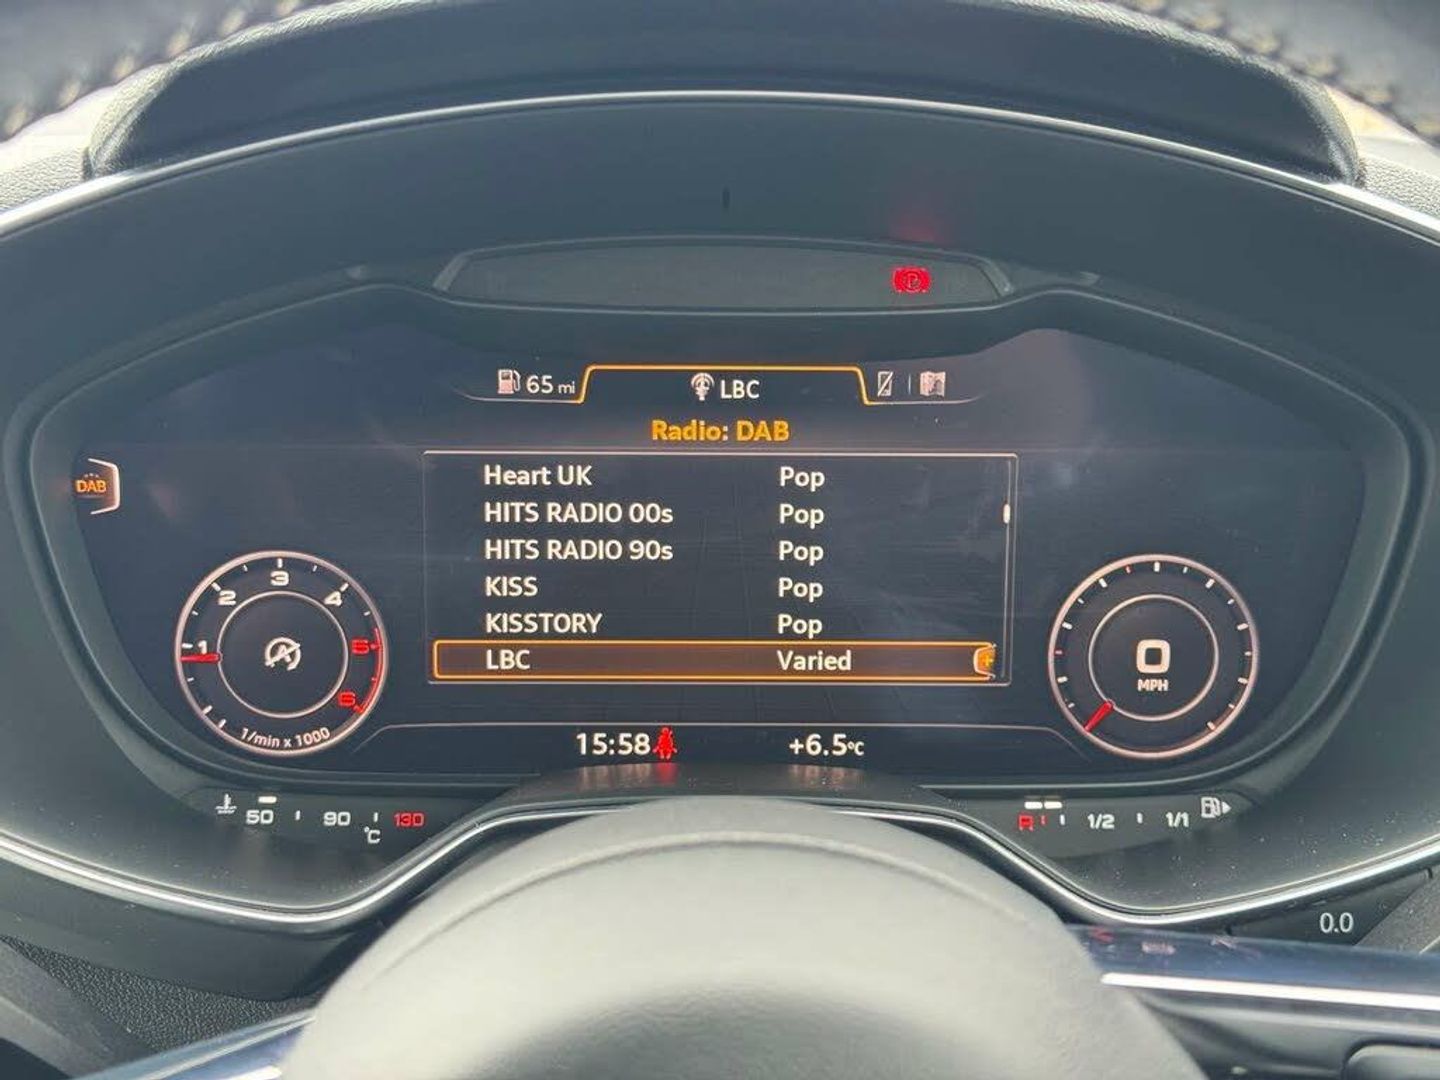 65 mi LBC
Radio: DAB
DAB
Heart UK Pop
HITS RADIO 00s Pop
HITS RADIO 90s Pop
KISS Pop
KISSTORY Pop
LBC Varied
1 2 3 4 5 6
A
1/min x 1000
0
MPH
15:58 +6.5°C
50 90 130
°C
R 1/2 1/1
0.0
P